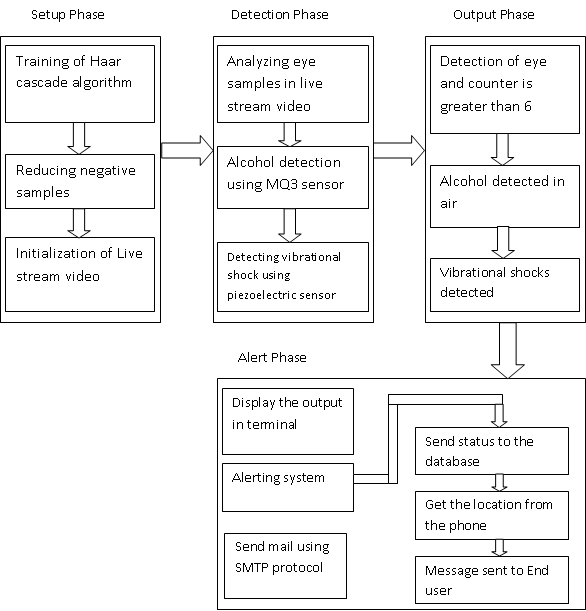 Setup Phase
Training of Haar
cascade algorithm
Reducing negative
samples
Initialization of Live
stream video
Detection Phase
Analyzing eye
samples in live
stream video
Alcohol detection
using MQ3 sensor
Detecting vibrational
shock using
piezoelectric sensor
Output Phase
Detection of eye
and counter is
greater than 6
Alcohol detected in
air
Vibrational shocks
detected
Alert Phase
Display the output
in terminal
Alerting system
Send mail using
SMTP protocol
Send status to the
database
Get the location from
the phone
Message sent to End
user